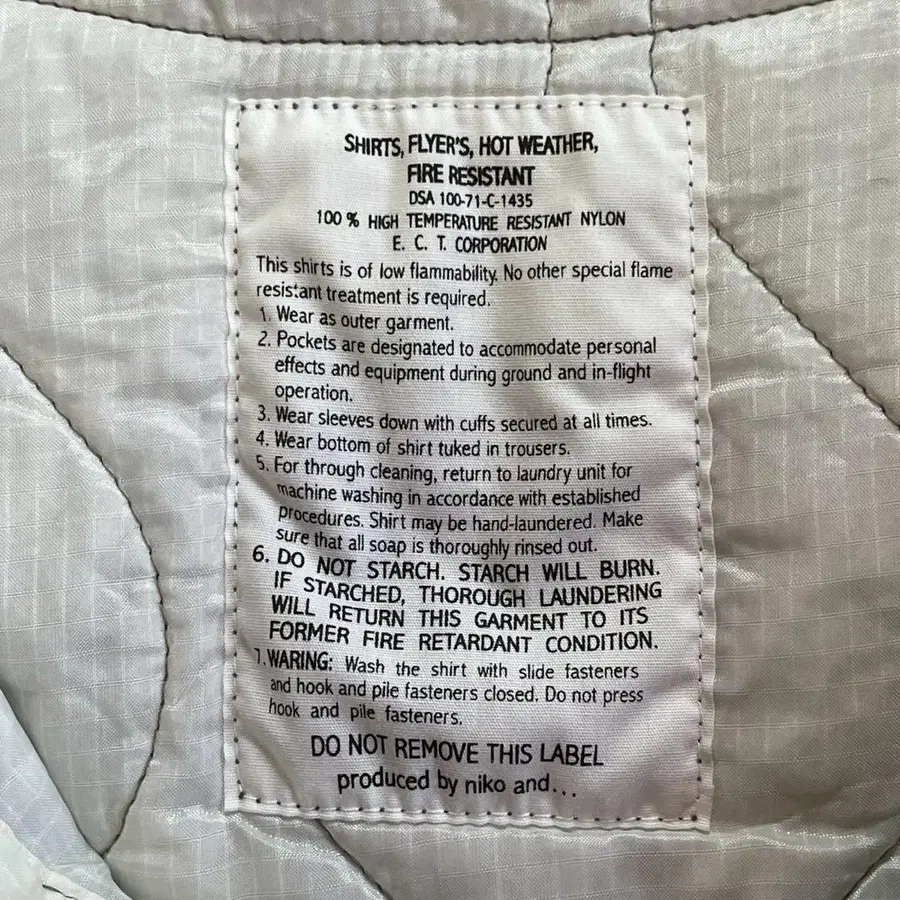 SHIRTS, FLYER'S, HOT WEATHER,
FIRE RESISTANT
DSA 100-71-C-1435
100 % HIGH TEMPERATURE RESISTANT NYLON
E. C. T. CORPORATION
This shirts is of low flammability. No other special flame
resistant treatment is required.
1. Wear as outer garment.
2. Pockets are designated to accommodate personal
effects and equipment during ground and in-flight
operation.
3. Wear sleeves down with cuffs secured at all times.
4. Wear bottom of shirt tuked in trousers.
5. For through cleaning, return to laundry unit for
machine washing in accordance with established
procedures. Shirt may be hand-laundered. Make
sure that all soap is thoroughly rinsed out.
6. DO NOT STARCH. STARCH WILL BURN.
IF STARCHED, THOROUGH LAUNDERING
WILL RETURN THIS GARMENT TO ITS
FORMER FIRE RETARDANT CONDITION.
7. WARING: Wash the shirt with slide fasteners
and hook and pile fasteners closed. Do not press
hook and pile fasteners.
DO NOT REMOVE THIS LABEL
produced by niko and...